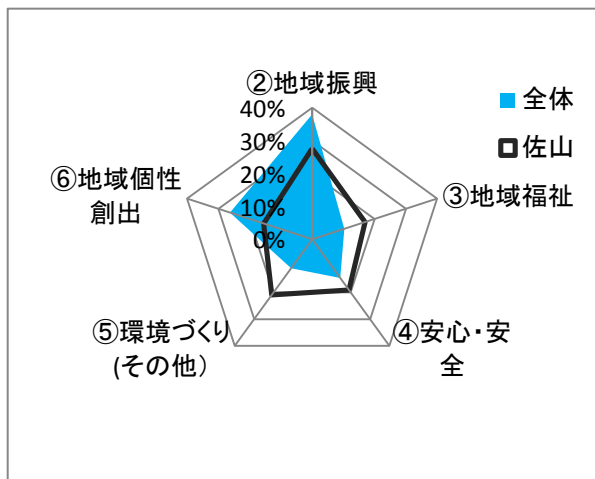 ②地域振興
40%
30%
20%
10%
0%
全体
佐山
③地域福祉
④安心・安
全
⑤環境づくり
(その他）
⑥地域個性
創出